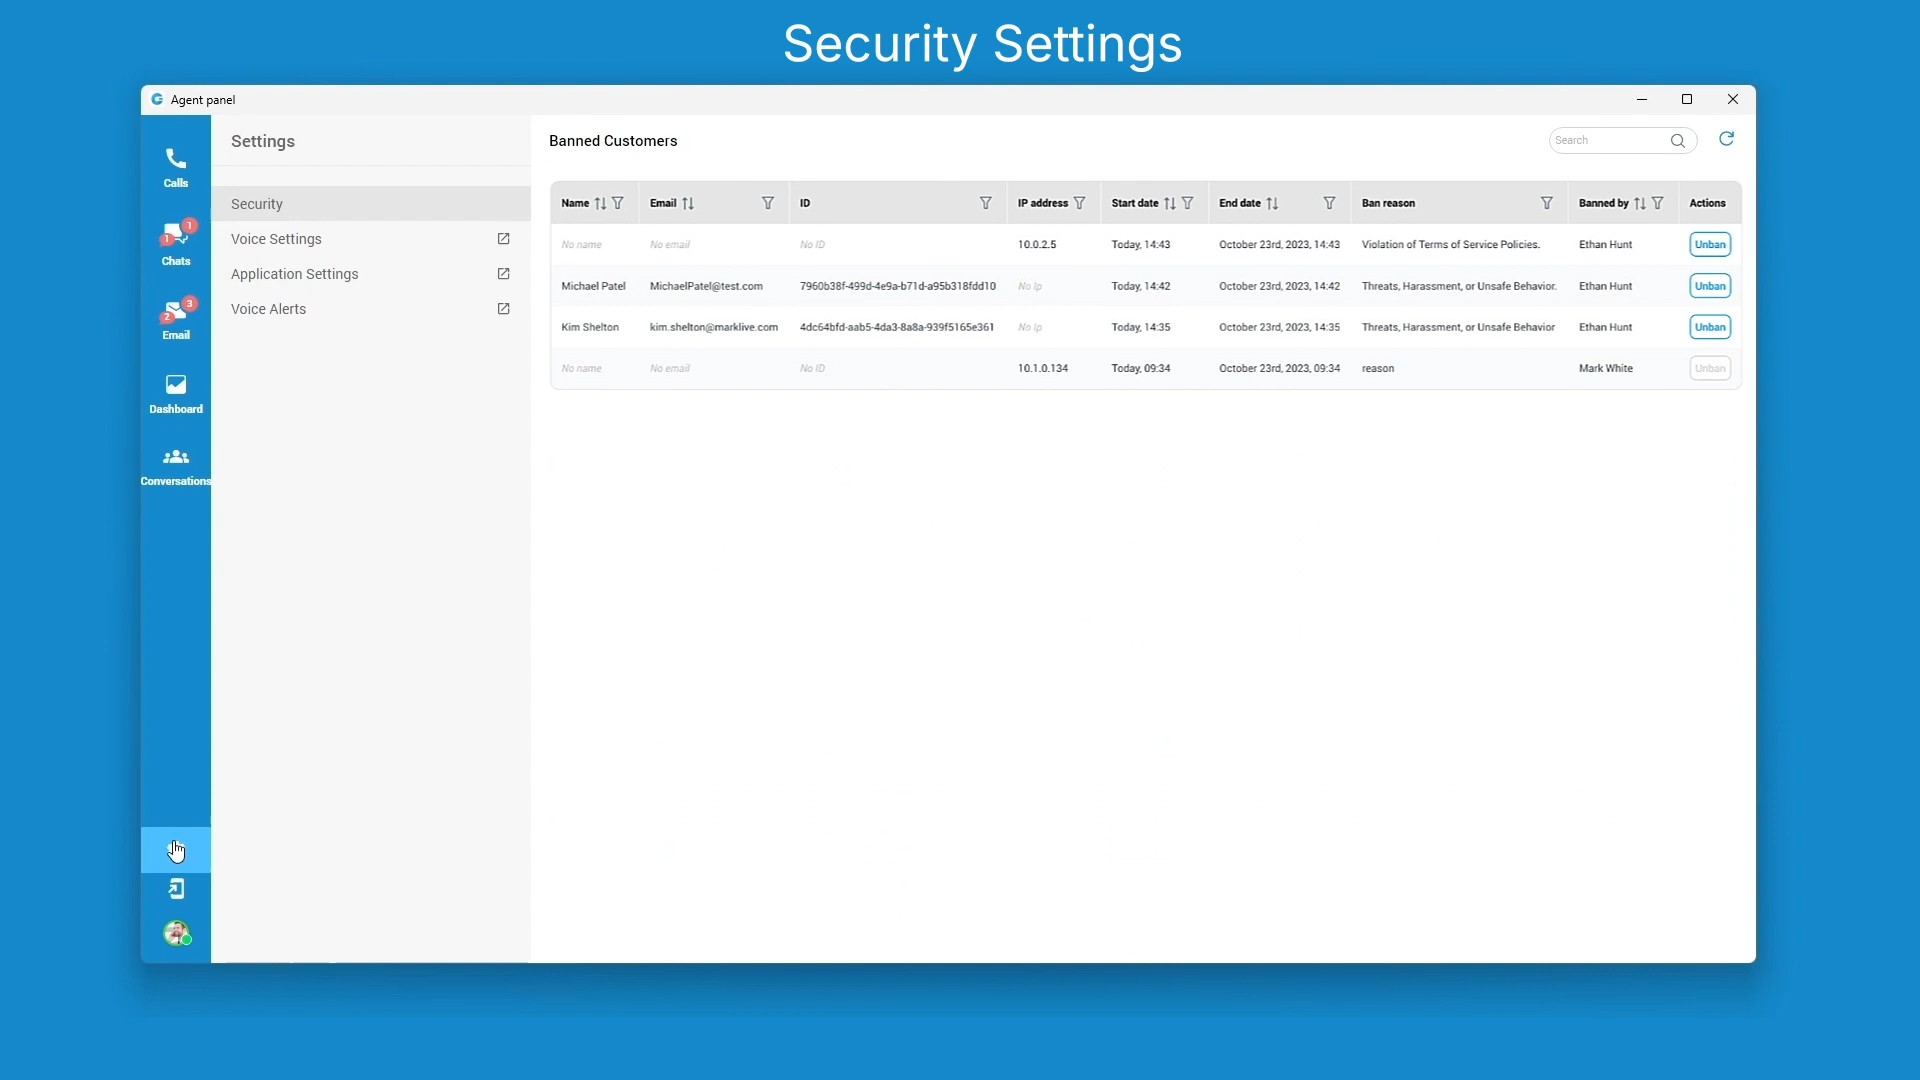 Security Settings
Agent panel
Settings
Banned Customers
Search
Calls
1
1
Chats
3
2
Email
Dashboard
Conversations
Security
Voice Settings
Application Settings
Voice Alerts
Name Email ID IP address Start date End date Ban reason Banned by Actions
No name No email No ID 10.0.2.5 Today, 14:43 October 23rd, 2023, 14:43 Violation of Terms of Service Policies. Ethan Hunt Unban
Michael Patel MichaelPatel@test.com 7960b38f-499d-4e9a-b71d-a95b318fdd10 No Ip Today, 14:42 October 23rd, 2023, 14:42 Threats, Harassment, or Unsafe Behavior. Ethan Hunt Unban
Kim Shelton kim.shelton@marklive.com 4dc64bfd-aab5-4da3-8a8a-939f5165e361 No Ip Today, 14:35 October 23rd, 2023, 14:35 Threats, Harassment, or Unsafe Behavior Ethan Hunt Unban
No name No email No ID 10.1.0.134 Today, 09:34 October 23rd, 2023, 09:34 reason Mark White Unban